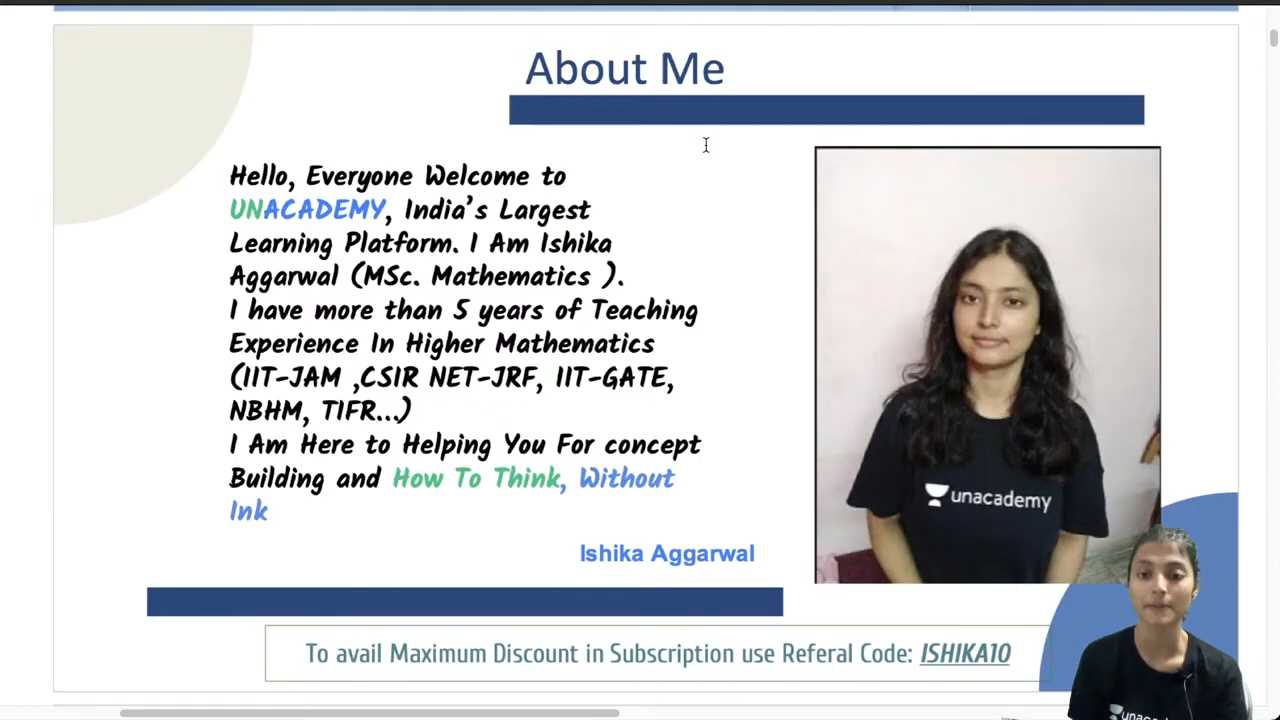 About Me
Hello, Everyone Welcome to
UNACADEMY, India's Largest
Learning Platform. I Am Ishika
Aggarwal (MSc. Mathematics ).
I have more than 5 years of Teaching
Experience In Higher Mathematics
(IIT-JAM ,CSIR NET-JRF, IIT-GATE,
NBHM, TIFR...)
I Am Here to Helping You For concept
Building and How To Think, Without
Ink
Ishika Aggarwal
unacademy
To avail Maximum Discount in Subscription use Referal Code: ISHIKA10